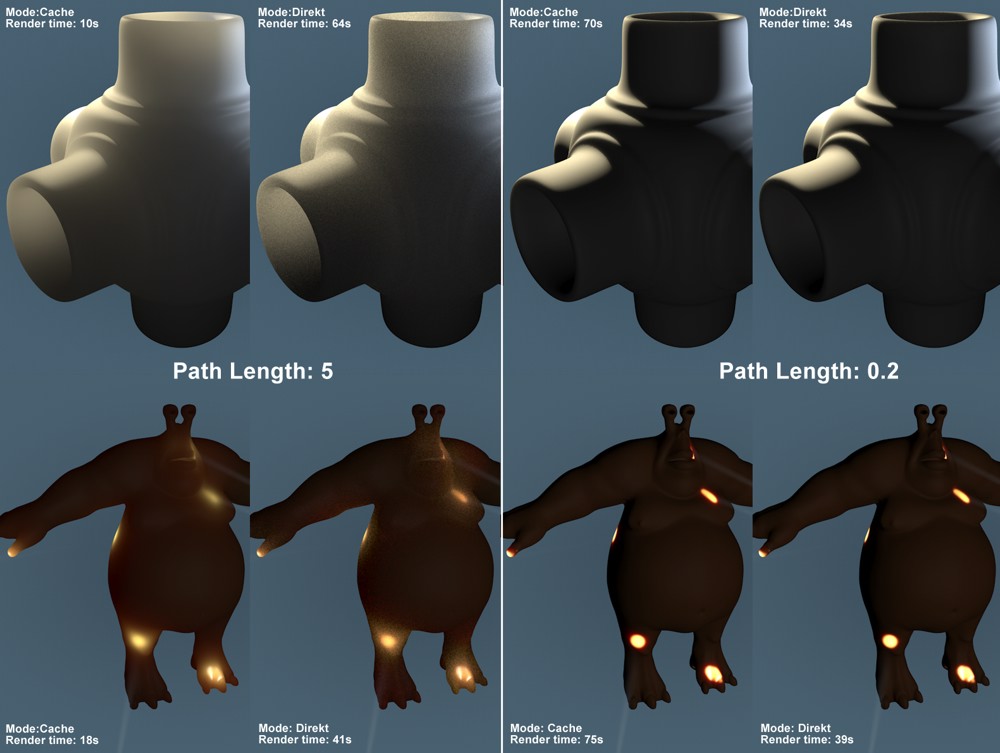 Mode:Cache
Render time: 10s
Mode:Direkt
Render time: 64s
Mode:Cache
Render time: 70s
Mode:Direkt
Render time: 34s
Path Length: 5
Path Length: 0.2
Mode:Cache
Render time: 18s
Mode: Direkt
Render time: 41s
Mode: Cache
Render time: 75s
Mode: Direkt
Render time: 39s